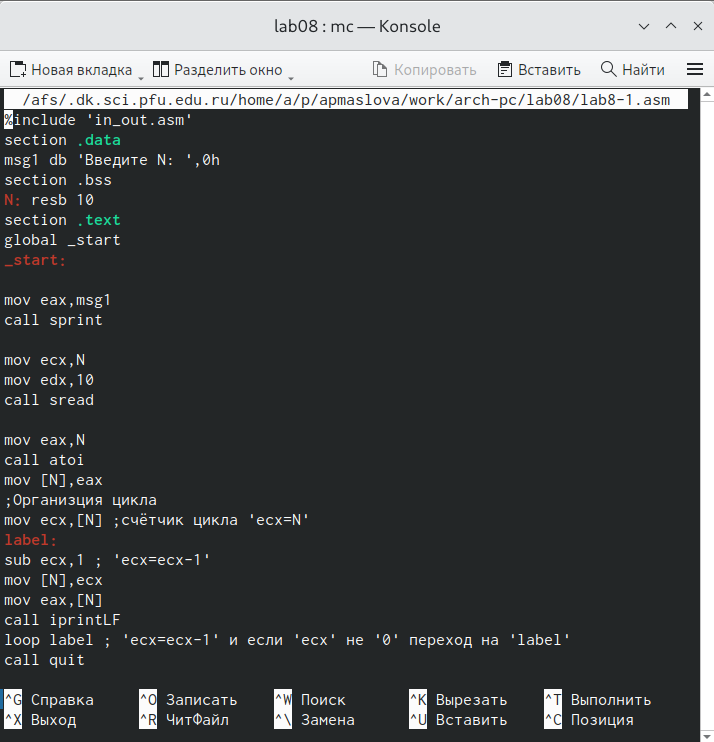 lab08 : mc — Konsole
Новая вкладка Разделить окно Копировать Вставить Найти
/afs/.dk.sci.pfu.edu.ru/home/a/p/apmaslova/work/arch-pc/lab08/lab8-1.asm
%include 'in_out.asm'
section .data
msg1 db 'Введите N: ',0h
section .bss
N: resb 10
section .text
global _start
_start:
mov eax,msg1
call sprint
mov ecx,N
mov edx,10
call sread
mov eax,N
call atoi
mov [N],eax
;Организция цикла
mov ecx,[N] ;счётчик цикла 'ecx=N'
label:
sub ecx,1 ; 'ecx=ecx-1'
mov [N],ecx
mov eax,[N]
call iprintLF
loop label ; 'ecx=ecx-1' и если 'ecx' не '0' переход на 'label'
call quit
^G Справка ^O Записать ^W Поиск ^K Вырезать ^T Выполнить
^X Выход ^R ЧитФайл ^\ Замена ^U Вставить ^C Позиция